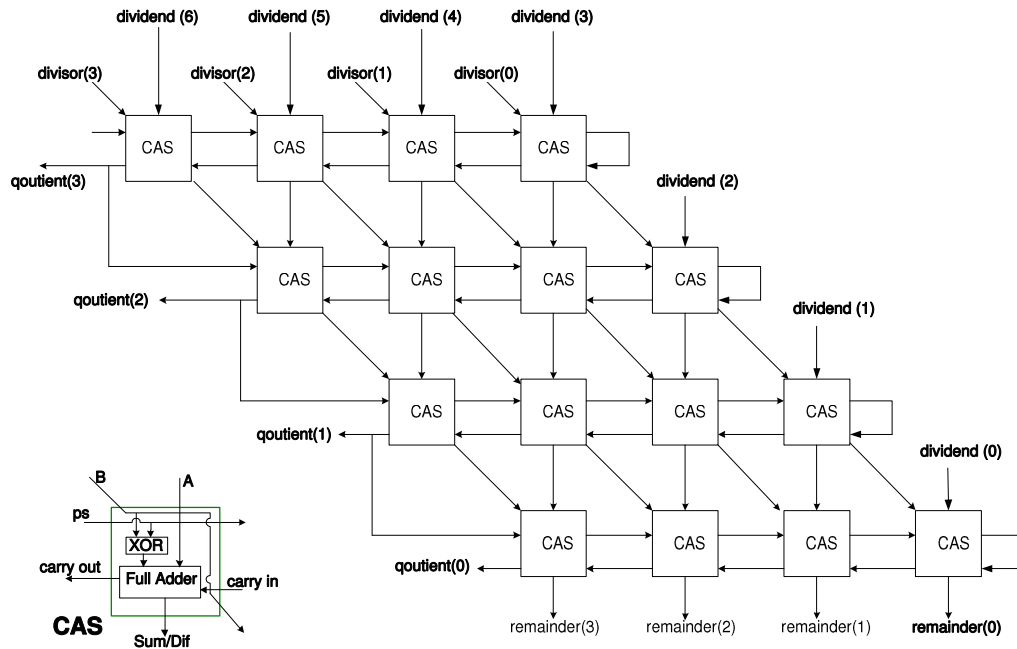 dividend (6) dividend (5) dividend (4) dividend (3)
divisor(3) divisor(2) divisor(1) divisor(0)
CAS CAS CAS CAS
qoutient(3)
dividend (2)
CAS CAS CAS CAS
qoutient(2)
dividend (1)
CAS CAS CAS CAS
qoutient(1)
dividend (0)
CAS CAS CAS CAS
qoutient(0)
remainder(3) remainder(2) remainder(1) remainder(0)
B A
ps
XOR
carry out Full Adder carry in
CAS
Sum/Dif